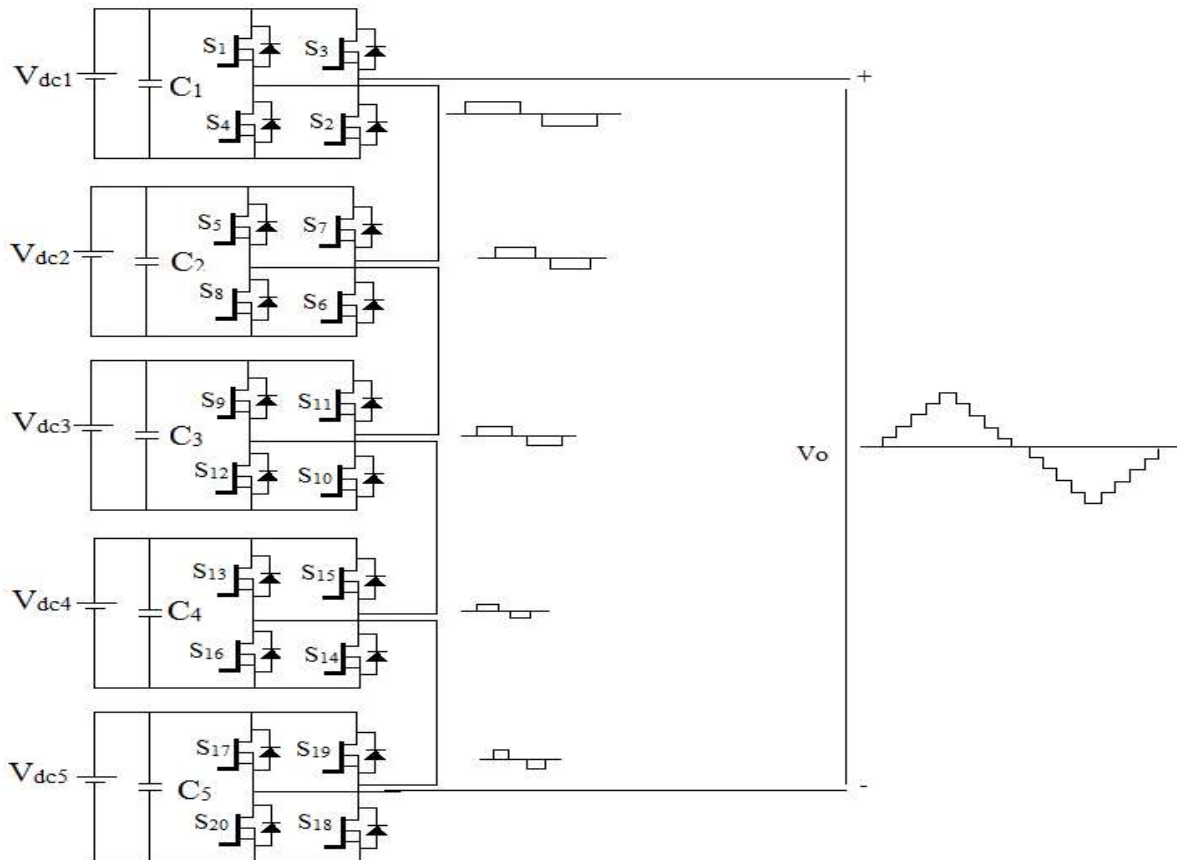 S1
S3
+
Vdc1
C1
S4
S2
S5
S7
Vdc2
C2
S8
S6
S9
S11
Vdc3
C3
Vo
S12
S10
S13
S15
Vdc4
C4
S16
S14
S17
S19
Vdc5
C5
-
S20
S18